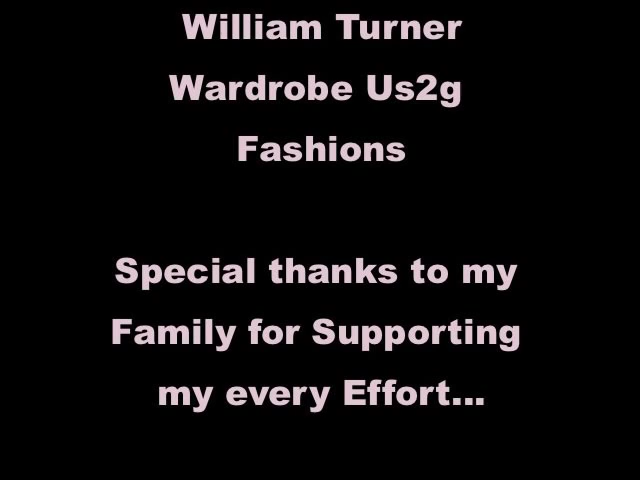 William Turner
Wardrobe Us2g
Fashions
Special thanks to my
Family for Supporting
my every Effort...